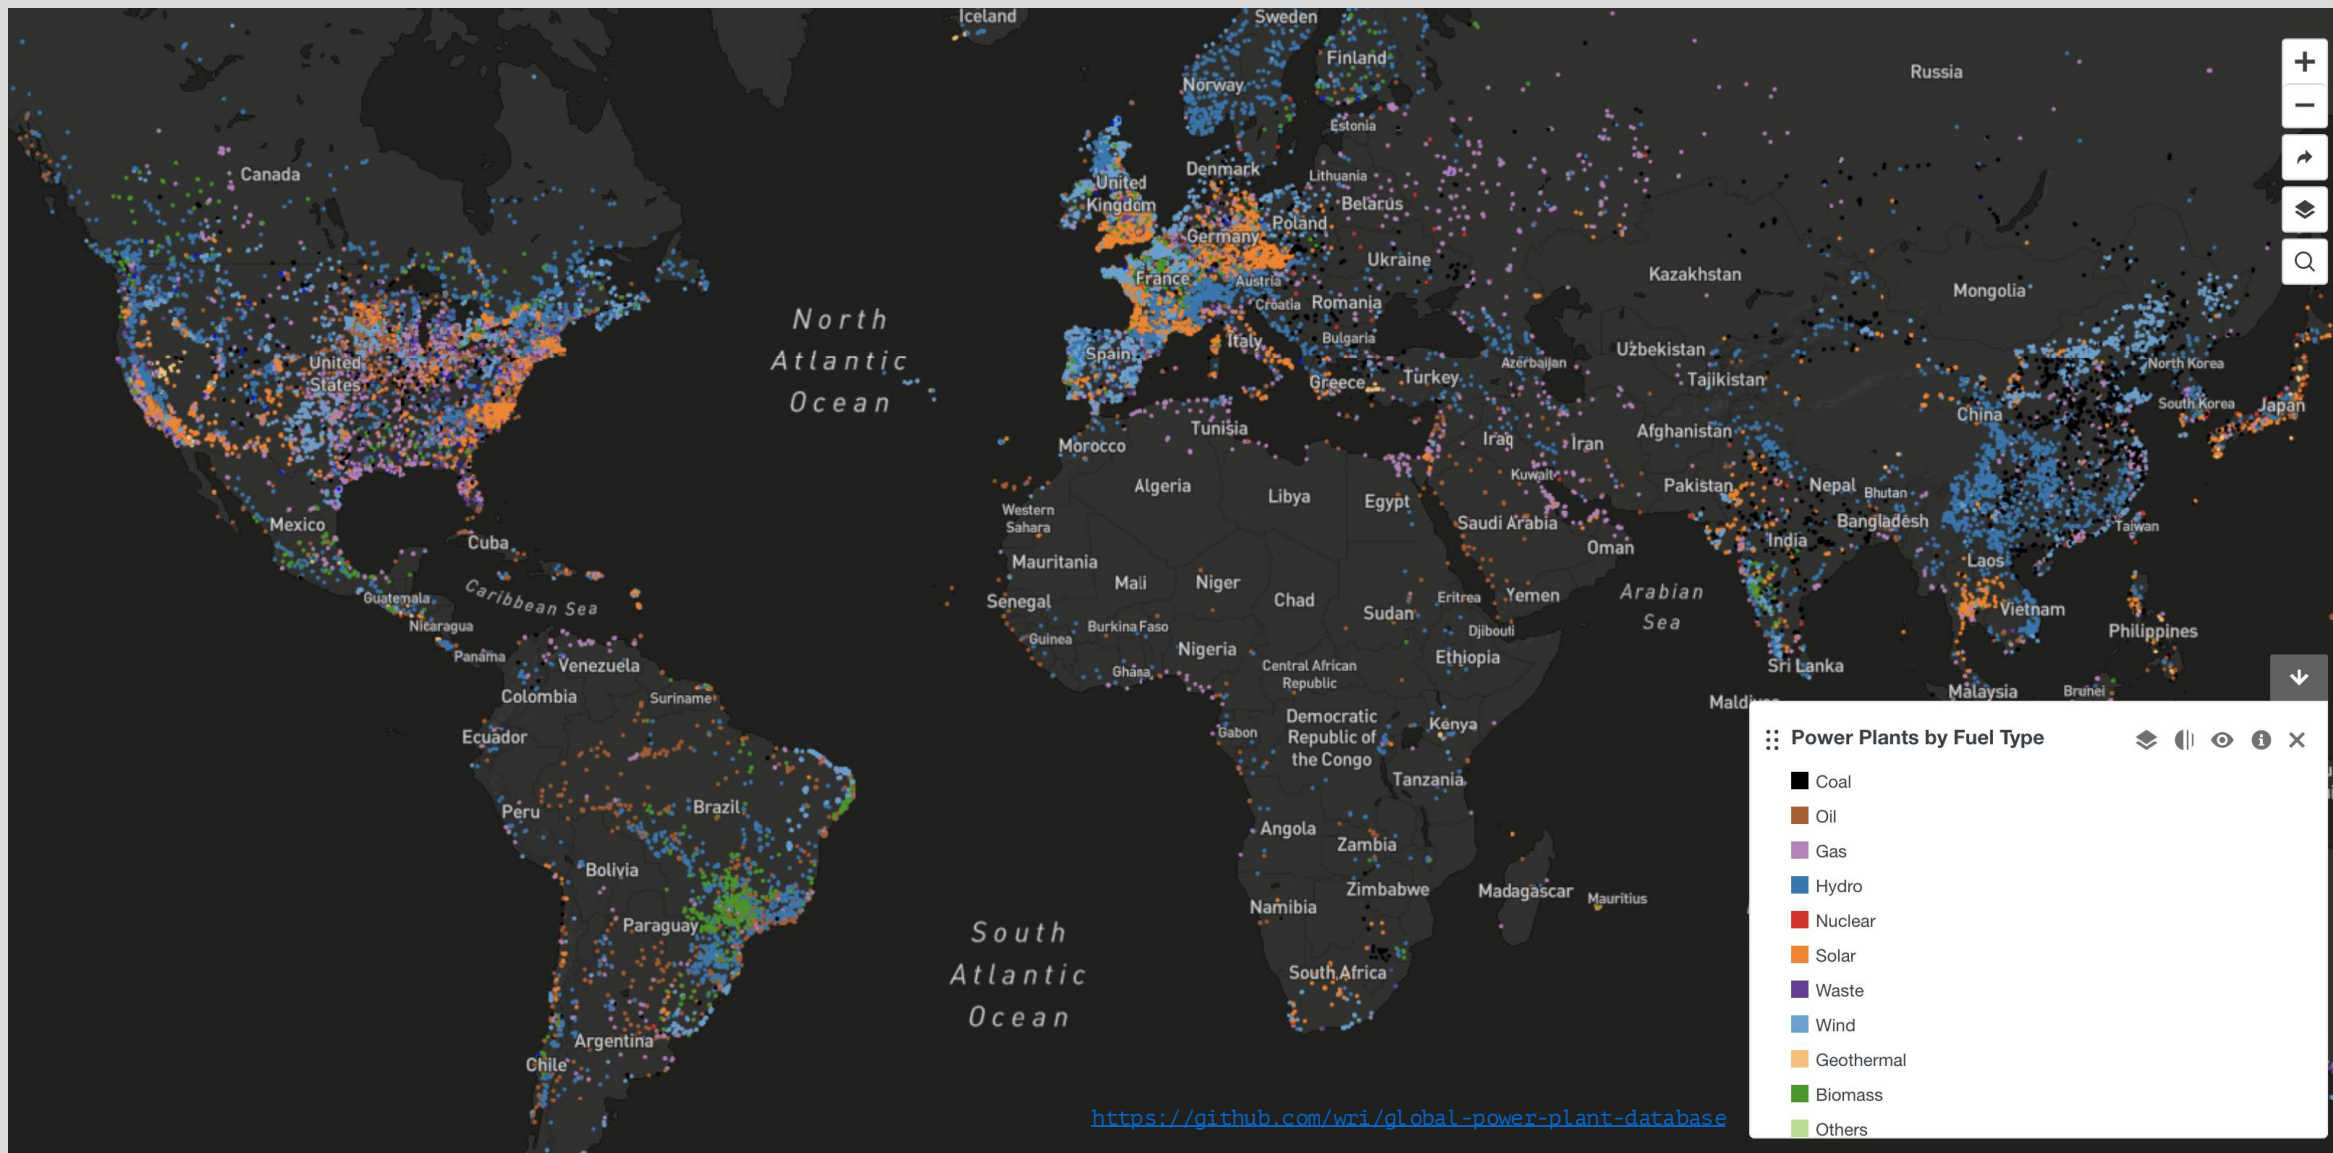 Iceland
Sweden
Finland
Russia
Norway
Estonia
Denmark
Lithuania
Canada
United
Kingdom
Belarus
Poland
Germany
Ukraine
Kazakhstan
France
Austria
Mongolia
Croatia
Romania
North
Atlantic
Ocean
Italy
Bulgaria
Spain
United
States
Uzbekistan
Azerbaijan
North Korea
Greece
Turkey
Tajikistan
South Korea
Japan
China
Tunisia
Morocco
Iraq
Iran
Afghanistan
Kuwait
Algeria
Libya
Egypt
Pakistan
Nepal
Bhutan
Western
Sahara
Saudi Arabia
Bangladesh
Taiwan
Mexico
Cuba
Oman
India
Laos
Mauritania
Mali
Niger
Caribbean Sea
Guatemala
Senegal
Chad
Eritrea
Yemen
Arabian
Sea
Sudan
Vietnam
Nicaragua
Burkina Faso
Guinea
Djibouti
Philippines
Panama
Venezuela
Nigeria
Ghana
Central African
Republic
Ethiopia
Sri Lanka
Colombia
Suriname
Malaysia
Brunei
Ecuador
Gabon
Democratic
Republic of
the Congo
Kenya
Tanzania
Peru
Brazil
Angola
Zambia
Bolivia
Zimbabwe
Madagascar
Mauritius
Namibia
Paraguay
South
Atlantic
Ocean
South Africa
Argentina
Chile
https://github.com/wri/global-power-plant-database
Power Plants by Fuel Type
Coal
Oil
Gas
Hydro
Nuclear
Solar
Waste
Wind
Geothermal
Biomass
Others